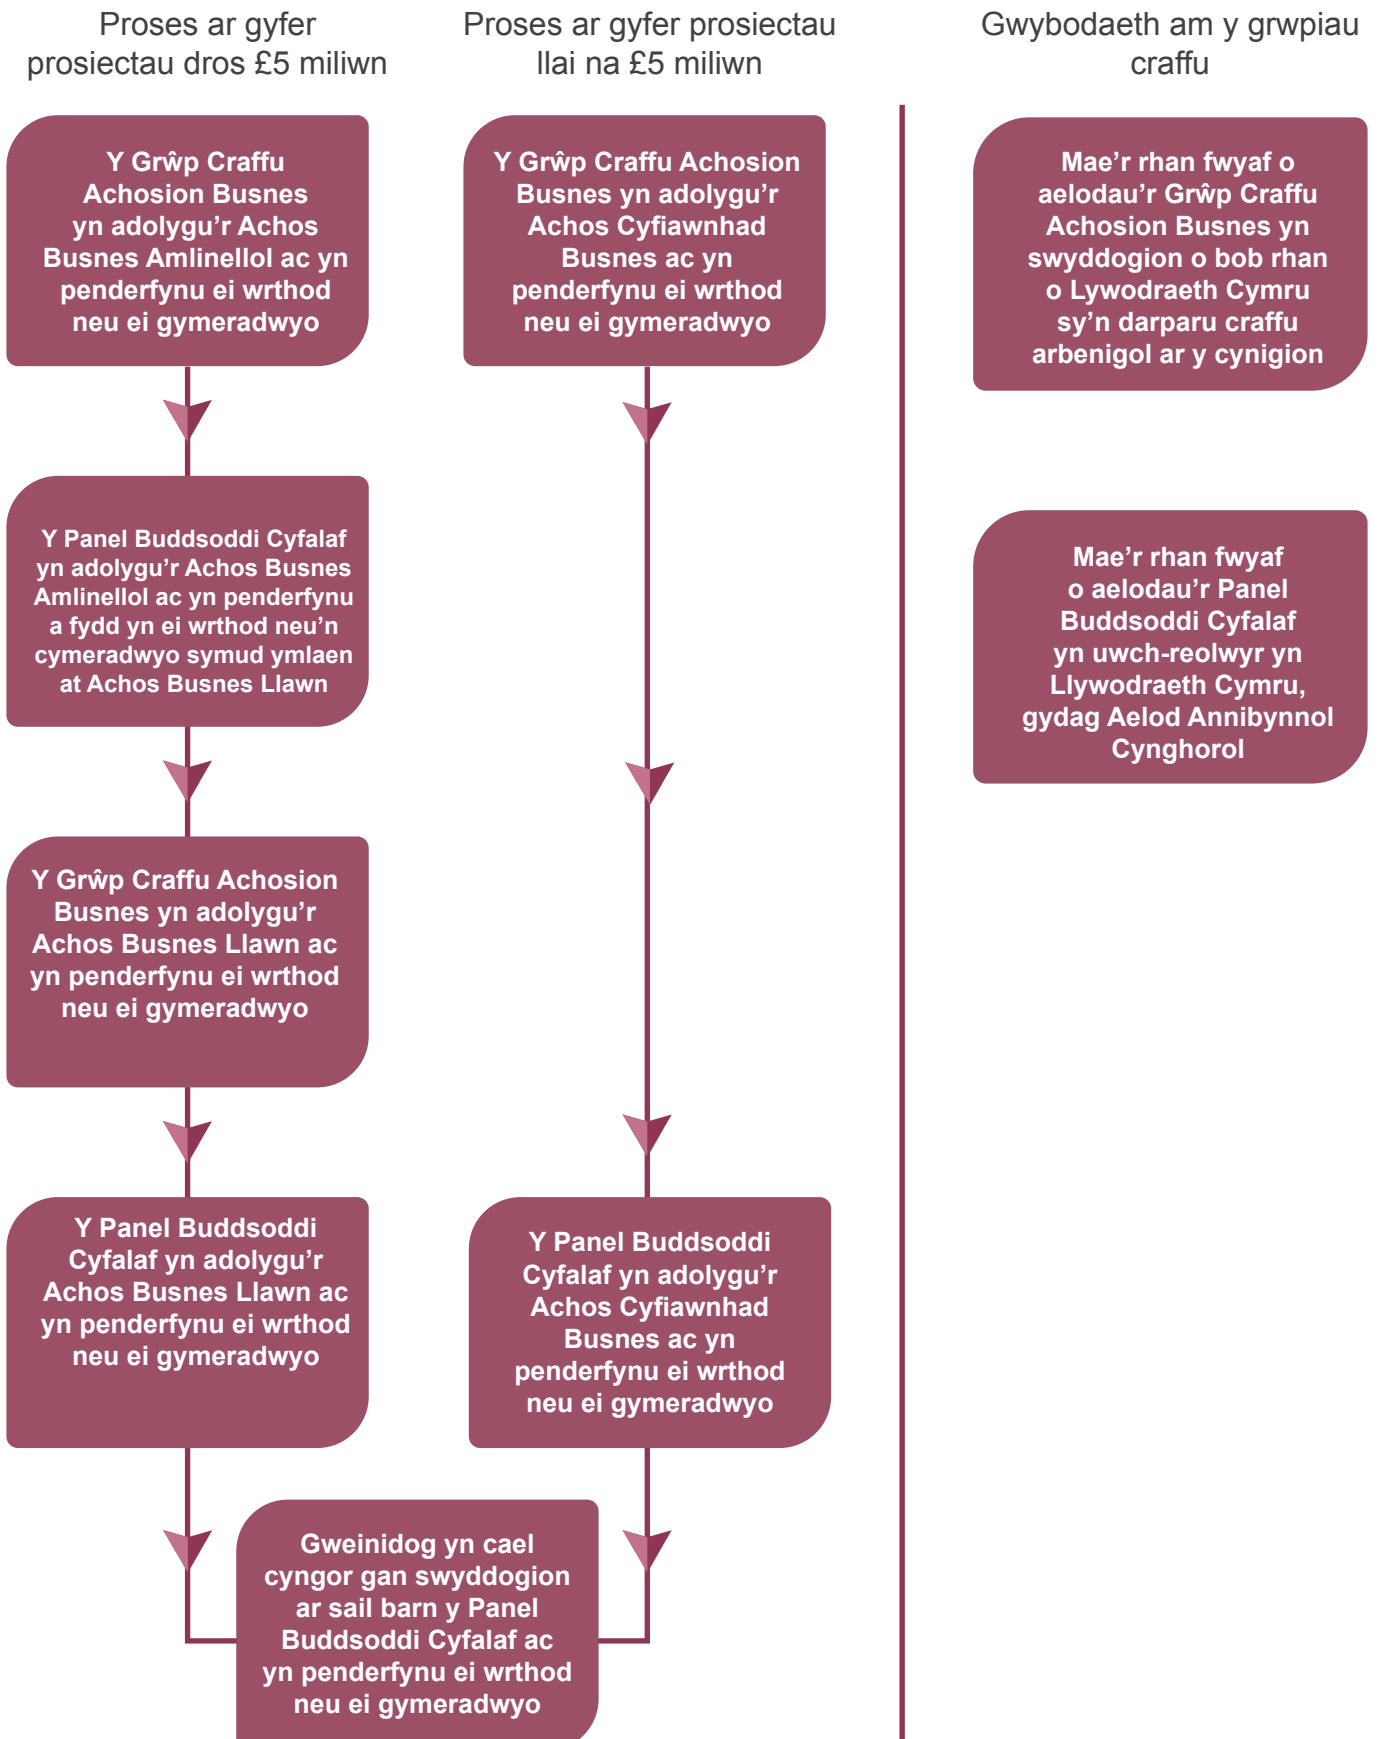 Proses ar gyfer
prosiectau dros £5 miliwn
Y Grŵp Craffu
Achosion Busnes
yn adolygu’r Achos
Busnes Amlinellol ac yn
penderfynu ei wrthod
neu ei gymeradwyo
Y Panel Buddsoddi Cyfalaf
yn adolygu’r Achos Busnes
Amlinellol ac yn penderfynu
a fydd yn ei wrthod neu’n
cymeradwyo symud ymlaen
at Achos Busnes Llawn
Y Grŵp Craffu Achosion
Busnes yn adolygu’r
Achos Busnes Llawn ac
yn penderfynu ei wrthod
neu ei gymeradwyo
Y Panel Buddsoddi
Cyfalaf yn adolygu’r
Achos Busnes Llawn ac
yn penderfynu ei wrthod
neu ei gymeradwyo
Proses ar gyfer prosiectau
llai na £5 miliwn
Y Grŵp Craffu Achosion
Busnes yn adolygu’r
Achos Cyfiawnhad
Busnes ac yn
penderfynu ei wrthod
neu ei gymeradwyo
Y Panel Buddsoddi
Cyfalaf yn adolygu’r
Achos Cyfiawnhad
Busnes ac yn
penderfynu ei wrthod
neu ei gymeradwyo
Gweinidog yn cael
cyngor gan swyddogion
ar sail barn y Panel
Buddsoddi Cyfalaf ac
yn penderfynu ei wrthod
neu ei gymeradwyo
Gwybodaeth am y grwpiau
craffu
Mae’r rhan fwyaf o
aelodau’r Grŵp Craffu
Achosion Busnes yn
swyddogion o bob rhan
o Lywodraeth Cymru
sy’n darparu craffu
arbenigol ar y cynigion
Mae’r rhan fwyaf
o aelodau’r Panel
Buddsoddi Cyfalaf
yn uwch-reolwyr yn
Llywodraeth Cymru,
gydag Aelod Annibynnol
Cynghorol